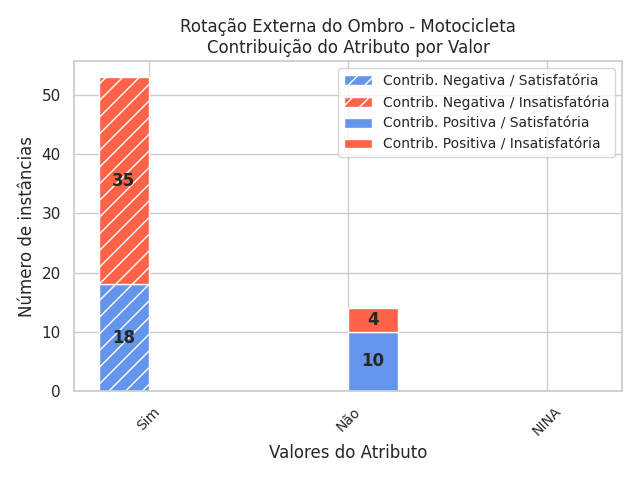 Rotação Externa do Ombro - Motocicleta
Contribuição do Atributo por Valor
Contrib. Negativa / Satisfatória
Contrib. Negativa / Insatisfatória
Contrib. Positiva / Satisfatória
Contrib. Positiva / Insatisfatória
Número de instâncias
50
40
30
20
10
0
35
18
4
10
Sim
Não
NINA
Valores do Atributo